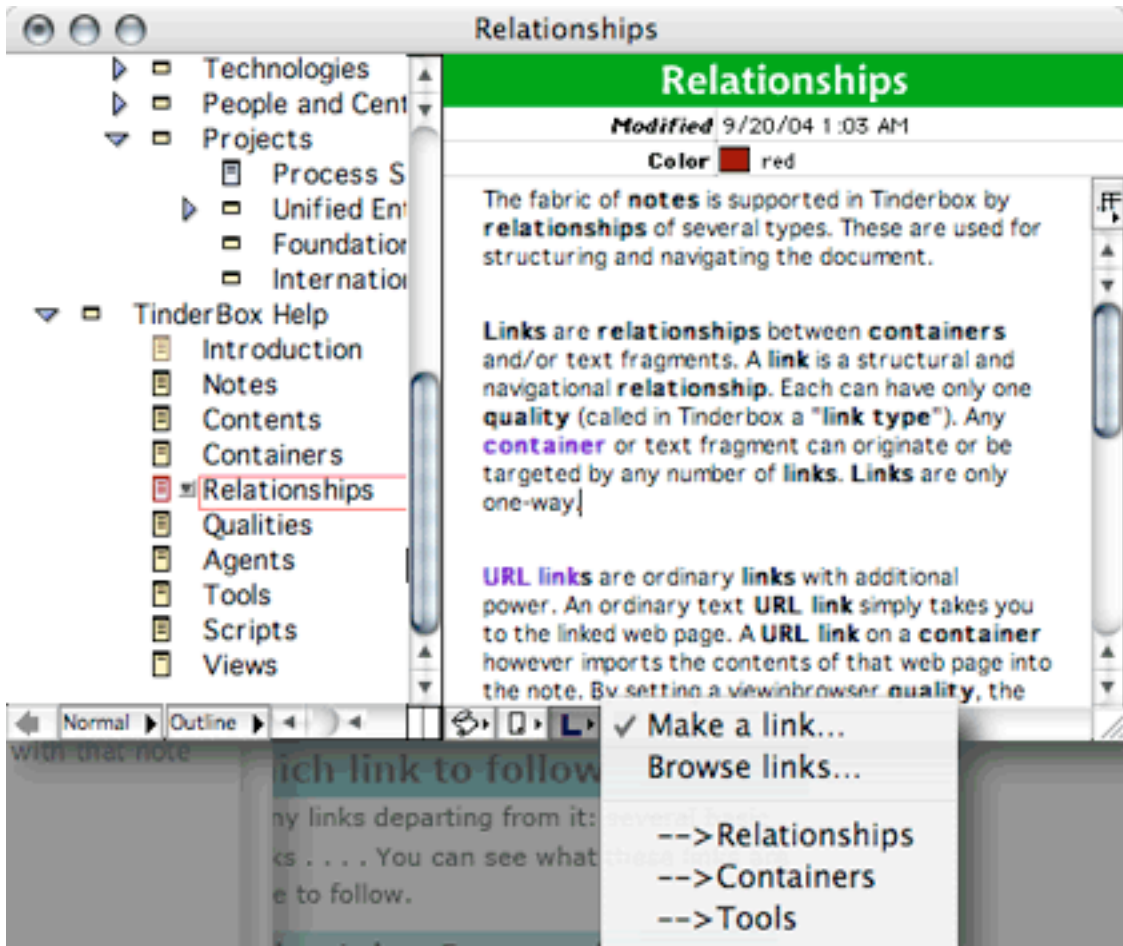 Relationships
Technologies
People and Cent
Projects
Process S
Unified Ent
Foundation
Internation
TinderBox Help
Introduction
Notes
Contents
Containers
Relationships
Qualities
Agents
Tools
Scripts
Views
Normal
Outline
Relationships
Modified 9/20/04 1:03 AM
Color red
The fabric of notes is supported in Tinderbox by
relationships of several types. These are used for
structuring and navigating the document.
Links are relationships between containers
and/or text fragments. A link is a structural and
navigational relationship. Each can have only one
quality (called in Tinderbox a "link type"). Any
container or text fragment can originate or be
targeted by any number of links. Links are only
one-way.
URL links are ordinary links with additional
power. An ordinary text URL link simply takes you
to the linked web page. A URL link on a container
however imports the contents of that web page into
the note. By setting a viewinbrowser quality, the
L
✓ Make a link...
Browse links...
-->Relationships
-->Containers
-->Tools
with that note
ich link to follow
ny links departing from it: several basic
ks . . . . You can see what these links are
e to follow.